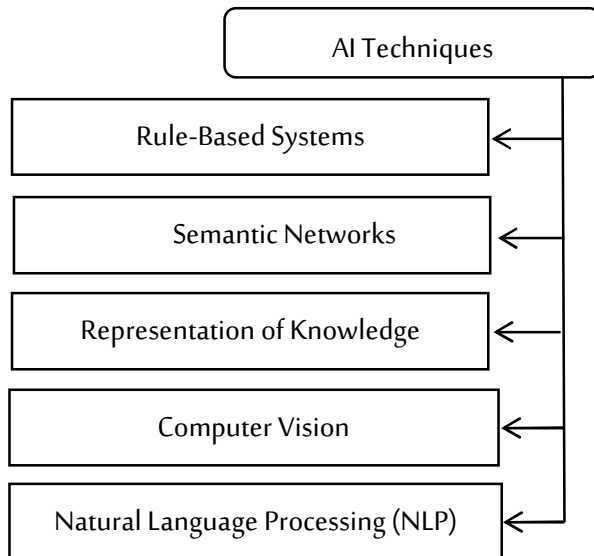 AI Techniques
Rule-Based Systems
Semantic Networks
Representation of Knowledge
Computer Vision
Natural Language Processing (NLP)